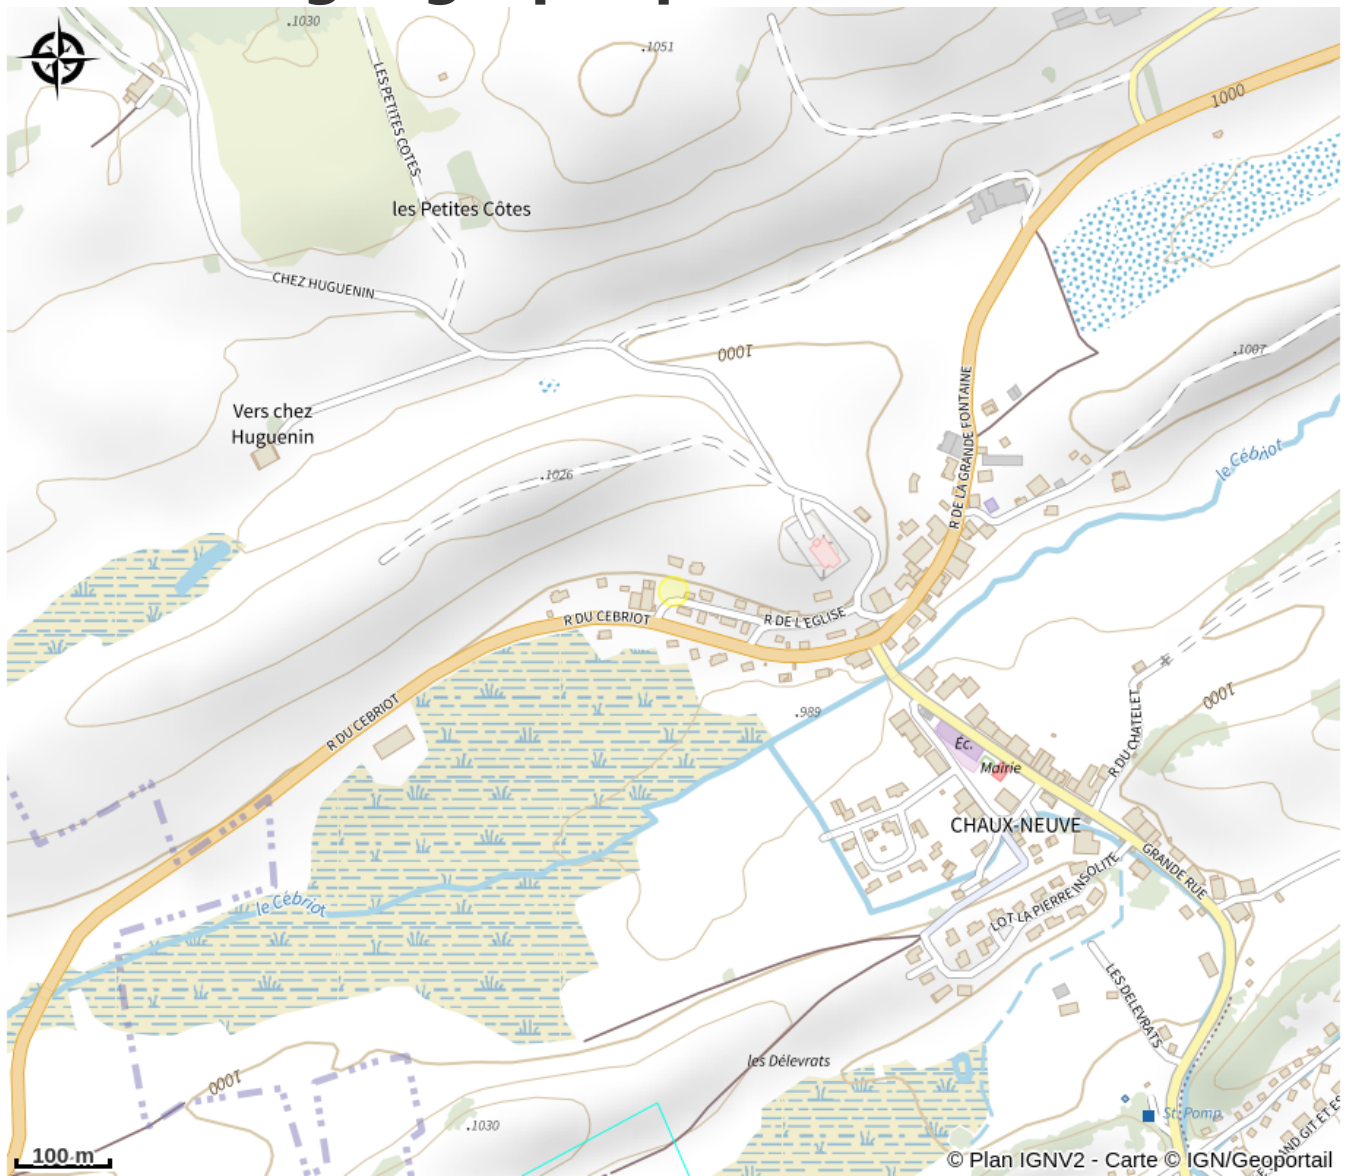 .1030
.1051
1000
LES PETITES COTES
les Petites Côtes
CHEZ HUGUENIN
1000
.1007
Vers chez
Huguenin
R DE LA GRANDE FONTAINE
le Cébriot
.1026
R DU CEBRIOT
R DE L'EGLISE
1000
R DU CEBRIOT
.989
R DU CHATELET
Éc.
Mairie
CHAUX-NEUVE
GRANDE RUE
LOT LA PIERRE INSOLITE
le Cébriot
LES DELEVRATS
les Délevrats
1000
.1030
St. Pomp.
100 m
© Plan IGNV2 - Carte © IGN/Geoportail